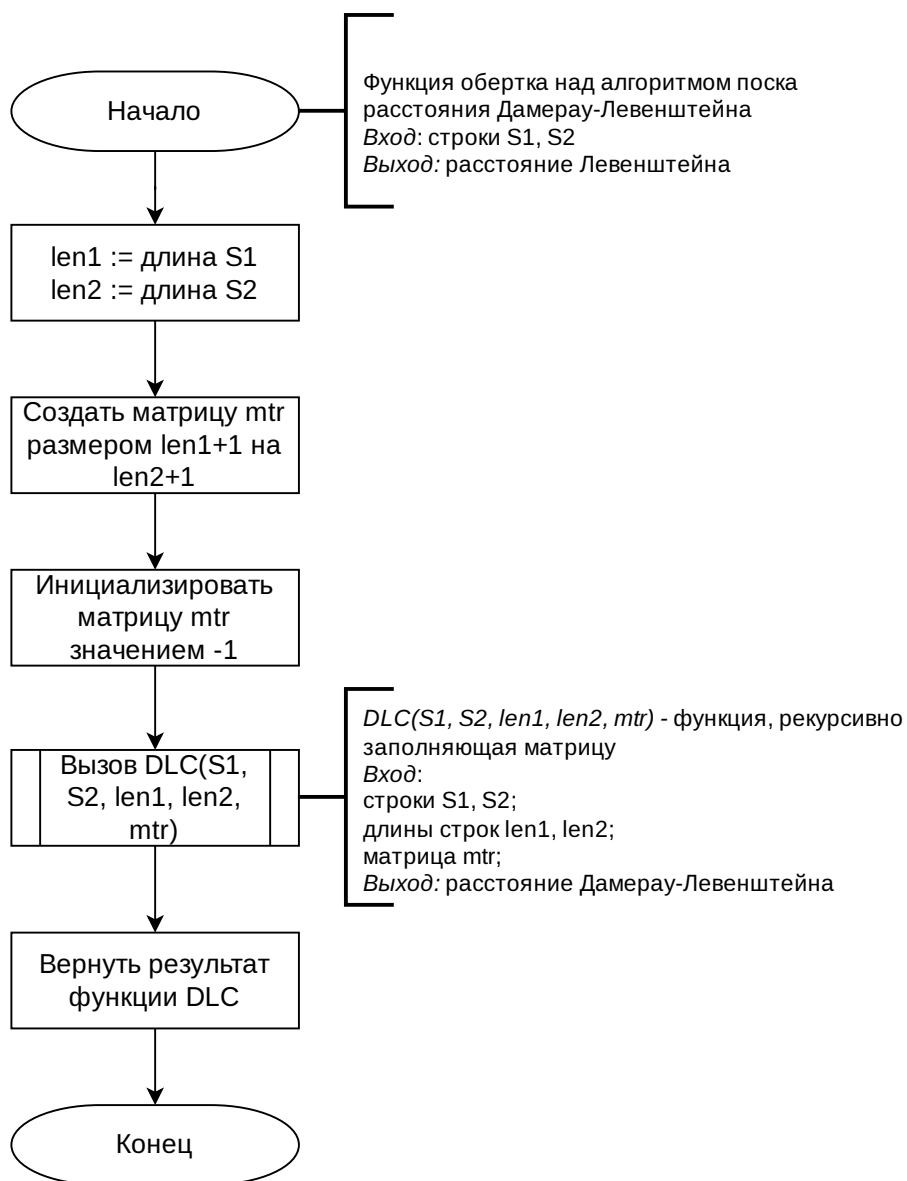 Начало
Функция обертка над алгоритмом поска
расстояния Дамерау-Левенштейна
Вход: строки S1, S2
Выход: расстояние Левенштейна
len1 := длина S1
len2 := длина S2
Создать матрицу mtr
размером len1+1 на
len2+1
Инициализировать
матрицу mtr
значением -1
Вызов DLC(S1,
S2, len1, len2,
mtr)
DLC(S1, S2, len1, len2, mtr) - функция, рекурсивно
заполняющая матрицу
Вход:
строки S1, S2;
длины строк len1, len2;
матрица mtr;
Выход: расстояние Дамерау-Левенштейна
Вернуть результат
функции DLC
Конец